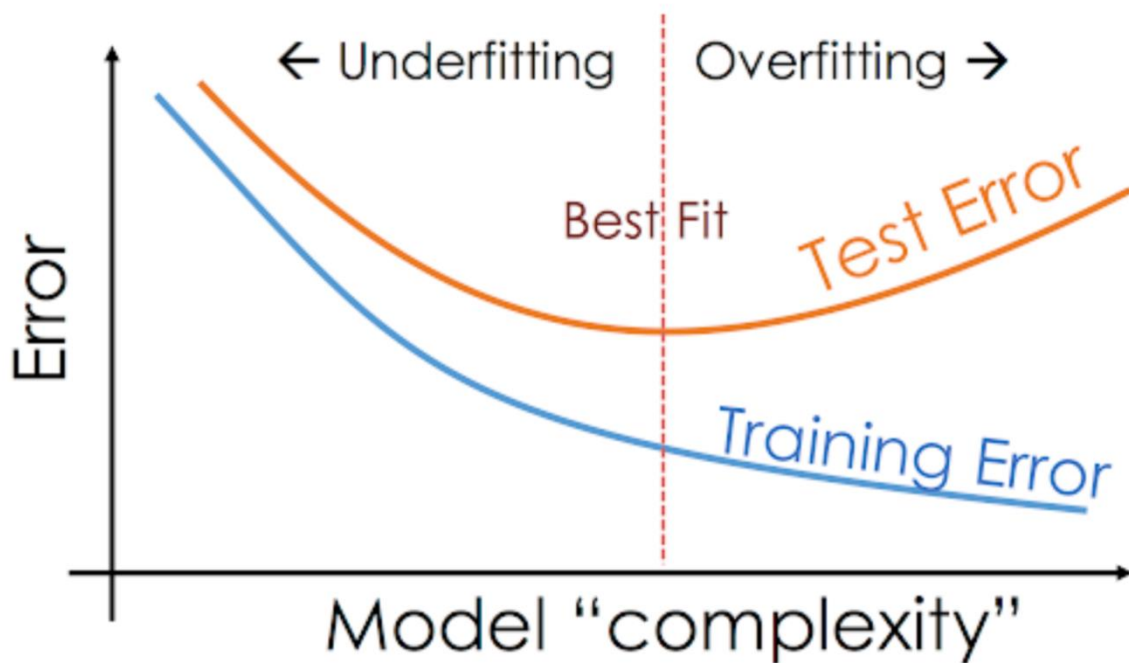 ← Underfitting
Overfitting →
Best Fit
Test Error
Error
Training Error
Model “complexity”